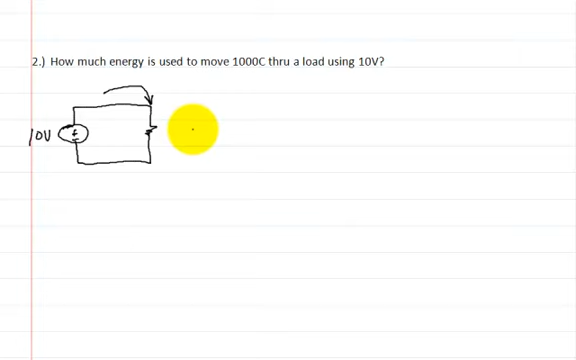 2.) How much energy is used to move 1000C thru a load using 10V?
10V